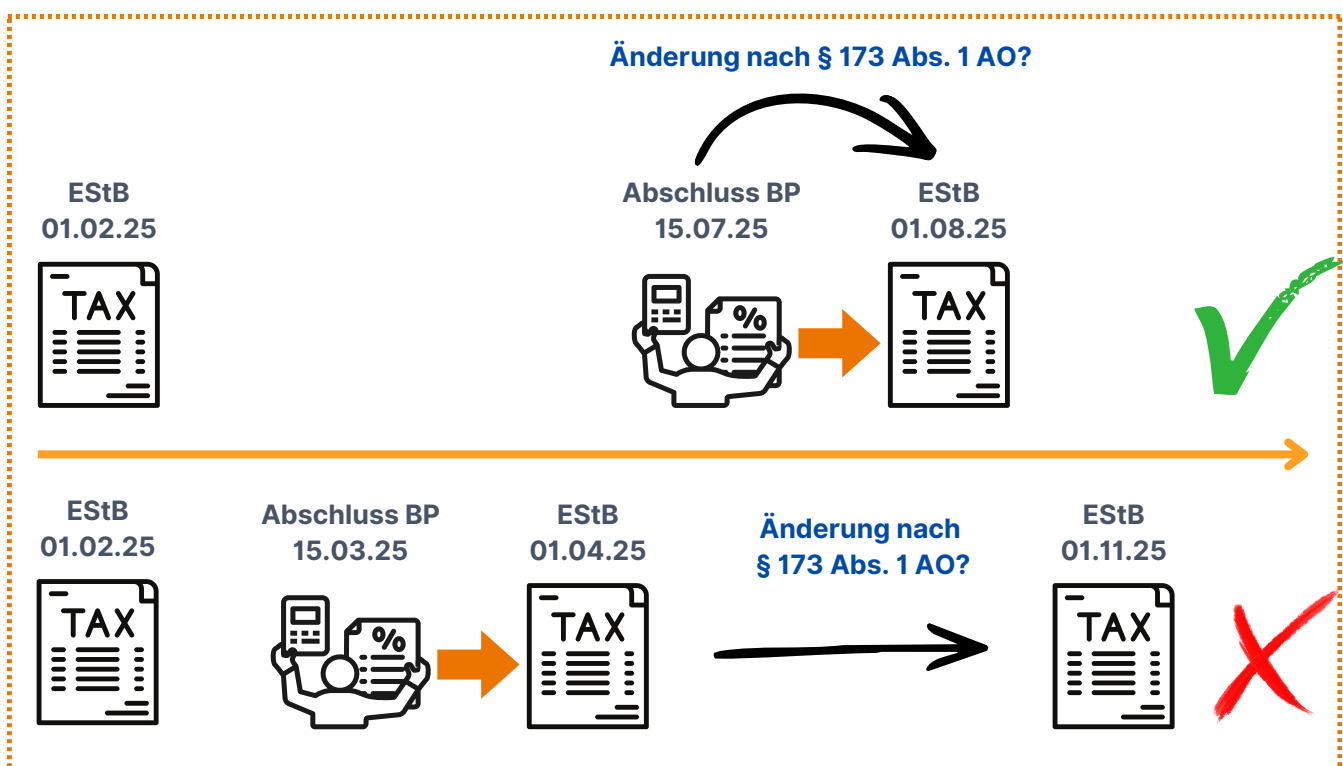 Änderung nach § 173 Abs. 1 AO?
EStB
01.02.25
Abschluss BP
15.07.25
EStB
01.08.25
TAX
%
TAX
EStB
01.02.25
Abschluss BP
15.03.25
EStB
01.04.25
Änderung nach
§ 173 Abs. 1 AO?
EStB
01.11.25
TAX
%
TAX
TAX